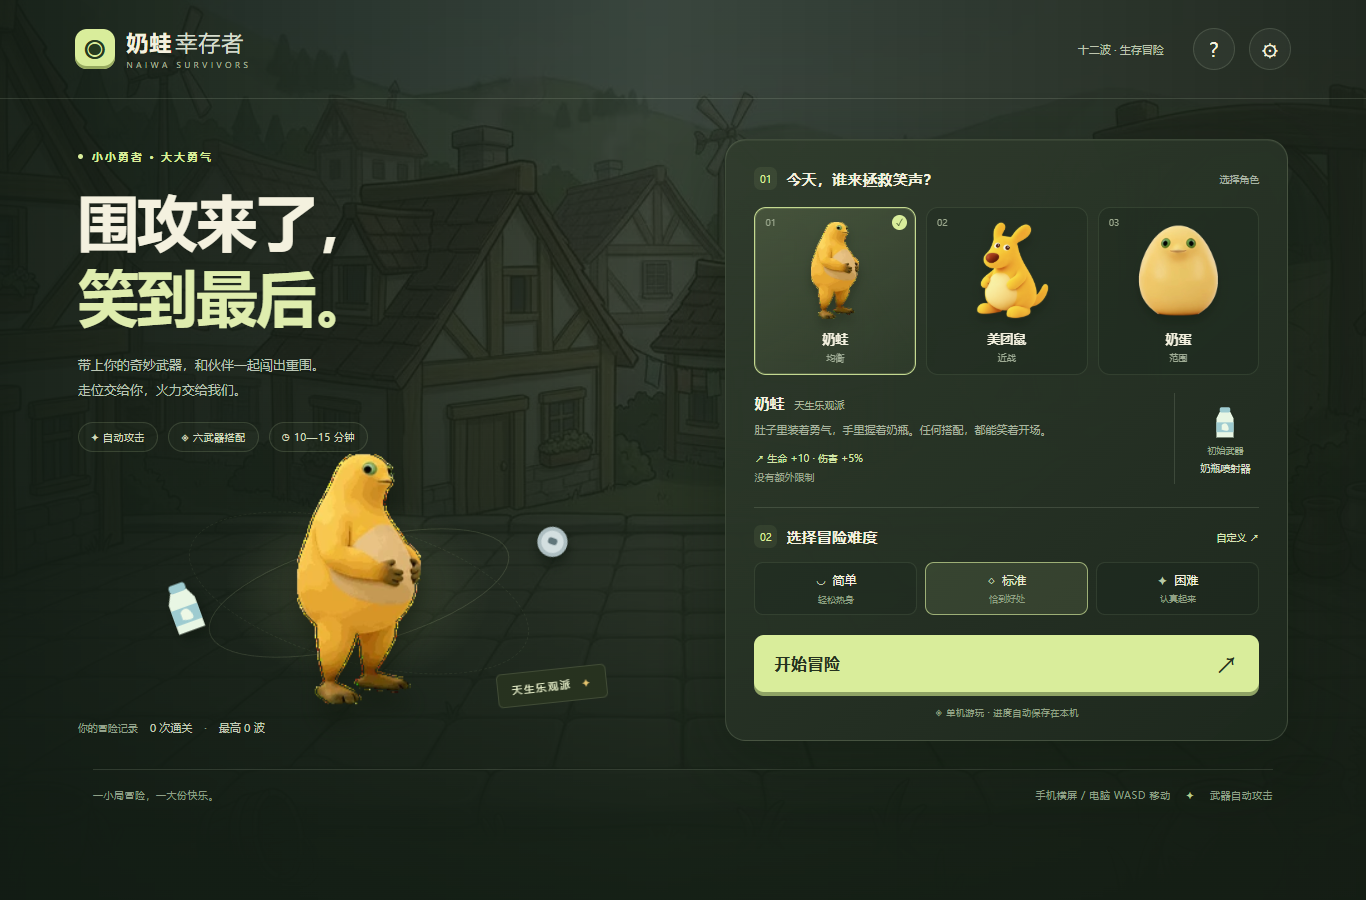 奶蛙幸存者
NAIWA SURVIVORS
十二波 · 生存冒险
?
小小勇者 • 大大勇气
围攻来了，
笑到最后。
带上你的奇妙武器，和伙伴一起闯出重围。
走位交给你，火力交给我们。
自动攻击
六武器搭配
10—15 分钟
天生乐观派
你的冒险记录 0 次通关 · 最高 0 波
01 今天，谁来拯救笑声？
选择角色
01
奶蛙
均衡
02
美团鼠
近战
03
奶蛋
范围
奶蛙 天生乐观派
肚子里装着勇气，手里握着奶瓶。任何搭配，都能笑着开场。
↗ 生命 +10 · 伤害 +5%
没有额外限制
初始武器
奶瓶喷射器
02 选择冒险难度
自定义 ↗
简单
轻松热身
标准
恰到好处
困难
认真起来
开始冒险 ↗
单机游玩 · 进度自动保存在本机
一小局冒险，一大份快乐。
手机横屏 / 电脑 WASD 移动 ✦ 武器自动攻击